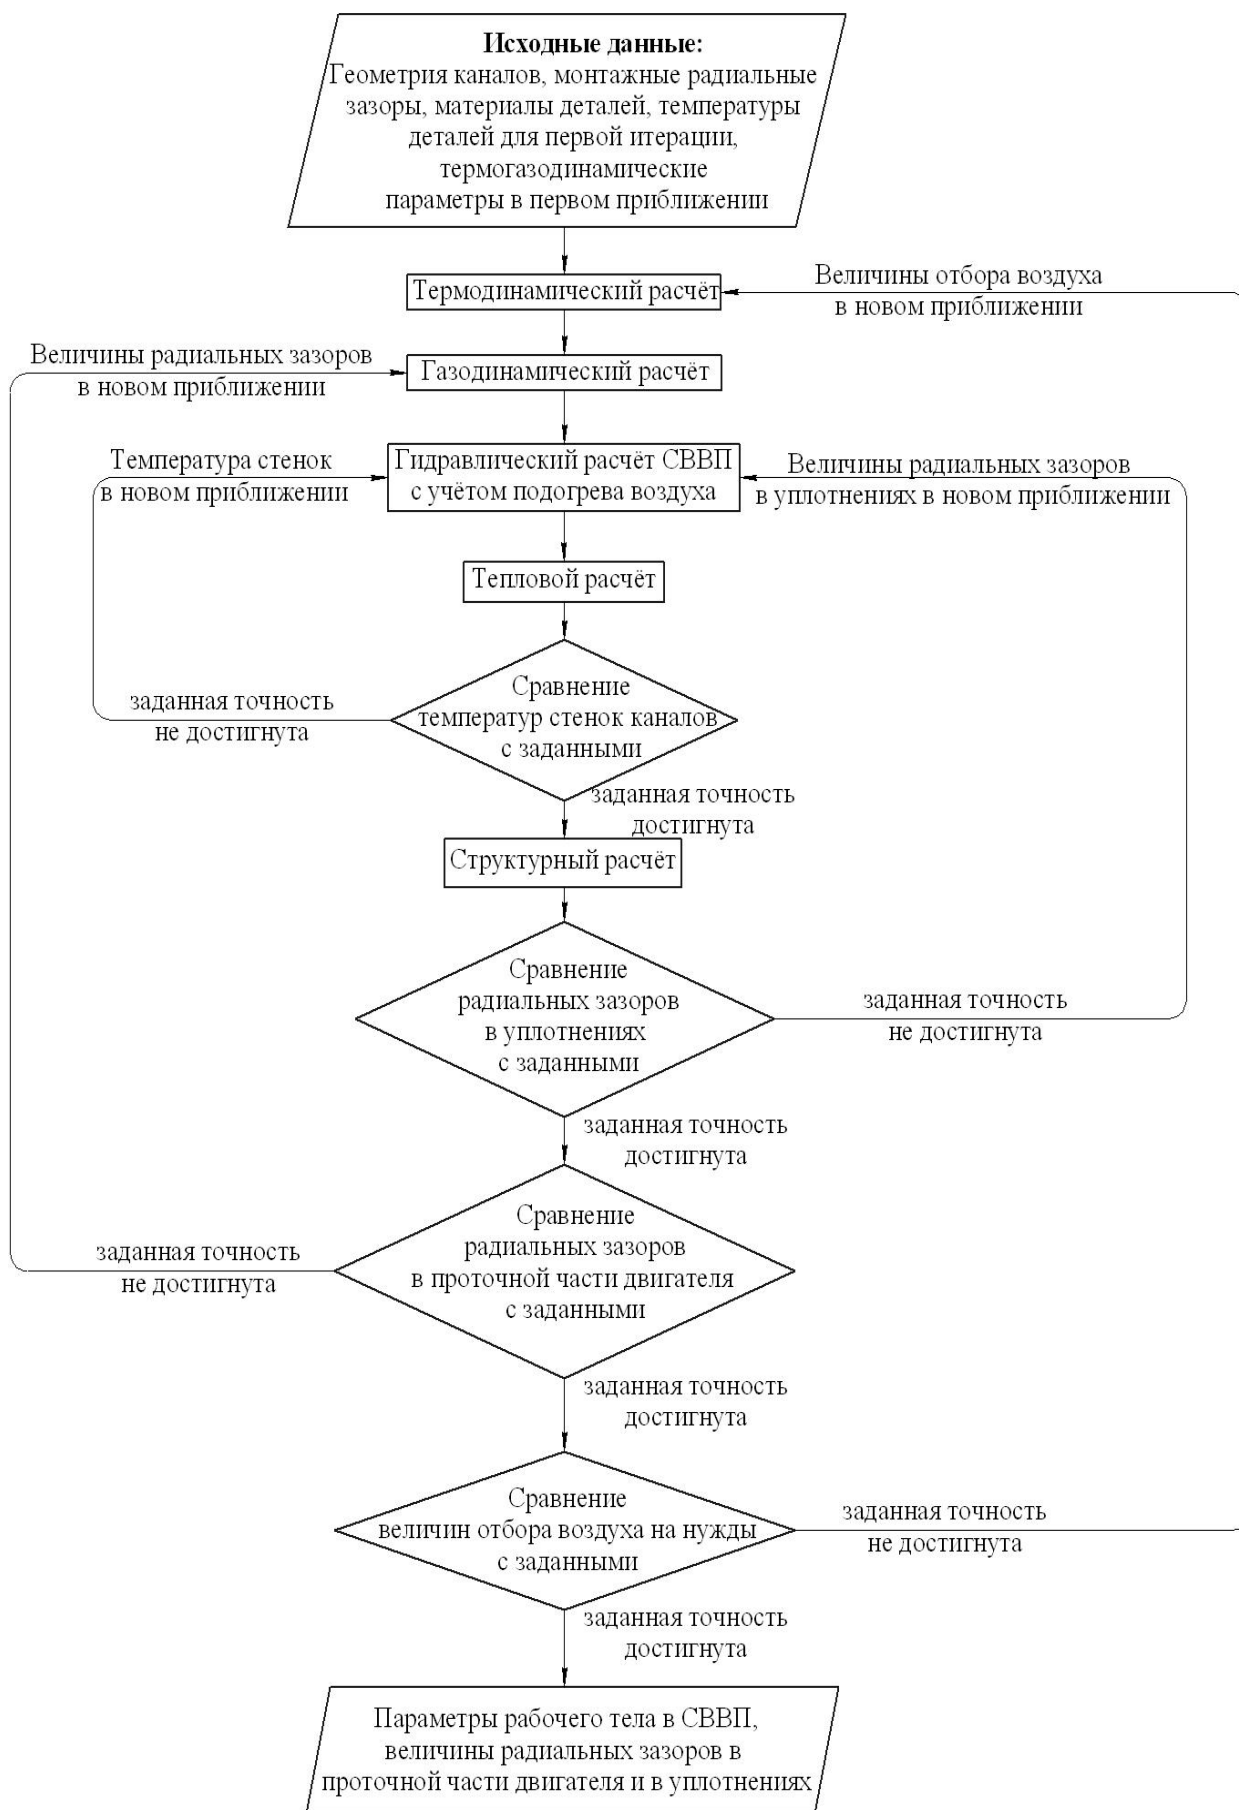 Исходные данные:
Геометрия каналов, монтажные радиальные
зазоры, материалы деталей, температуры
деталей для первой итерации,
термогазодинамические
параметры в первом приближении
Термодинамический расчёт
Величины отбора воздуха
в новом приближении
Величины радиальных зазоров
в новом приближении
Газодинамический расчёт
Температура стенок
в новом приближении
Гидравлический расчёт СВВП
с учётом подогрева воздуха
Величины радиальных зазоров
в уплотнениях в новом приближении
Тепловой расчёт
Сравнение
температур стенок каналов
с заданными
заданная точность
не достигнута
заданная точность
достигнута
Структурный расчёт
Сравнение
радиальных зазоров
в уплотнениях
с заданными
заданная точность
не достигнута
заданная точность
достигнута
Сравнение
радиальных зазоров
в проточной части двигателя
с заданными
заданная точность
не достигнута
заданная точность
достигнута
Сравнение
величин отбора воздуха на нужды
с заданными
заданная точность
не достигнута
заданная точность
достигнута
Параметры рабочего тела в СВВП,
величины радиальных зазоров в
проточной части двигателя и в уплотнениях